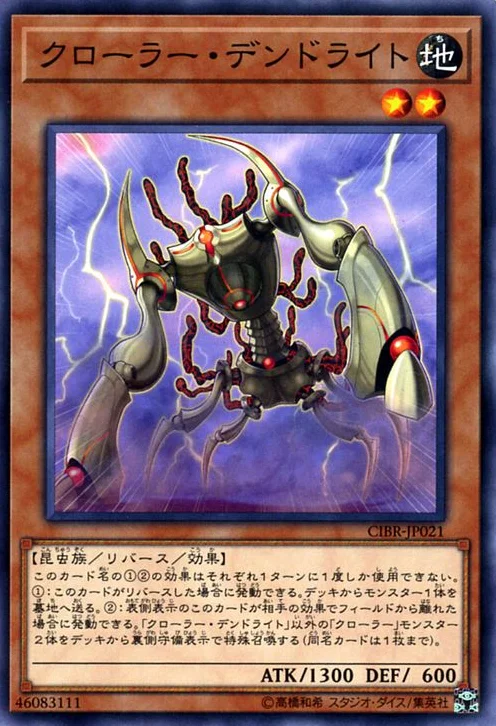 クローラー・デンドライト
地
CIBR-JP021
【昆虫族／リバース／効果】
このカード名の①②の効果はそれぞれ1ターンに1度しか使用できない。
①：このカードがリバースした場合に発動できる。デッキからモンスター1体を
墓地へ送る。②：表側表示のこのカードが相手の効果でフィールドから離れた
場合に発動できる。「クローラー・デンドライト」以外の「クローラー」モンスター
2体をデッキから裏側守備表示で特殊召喚する（同名カードは1枚まで）。
ATK/1300 DEF/ 600
46083111
©高橋和希 スタジオ・ダイス/集英社